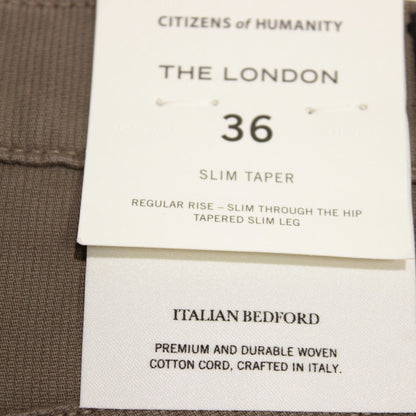 CITIZENS of HUMANITY
THE LONDON
36
SLIM TAPER
REGULAR RISE – SLIM THROUGH THE HIP
TAPERED SLIM LEG
ITALIAN BEDFORD
PREMIUM AND DURABLE WOVEN
COTTON CORD, CRAFTED IN ITALY.